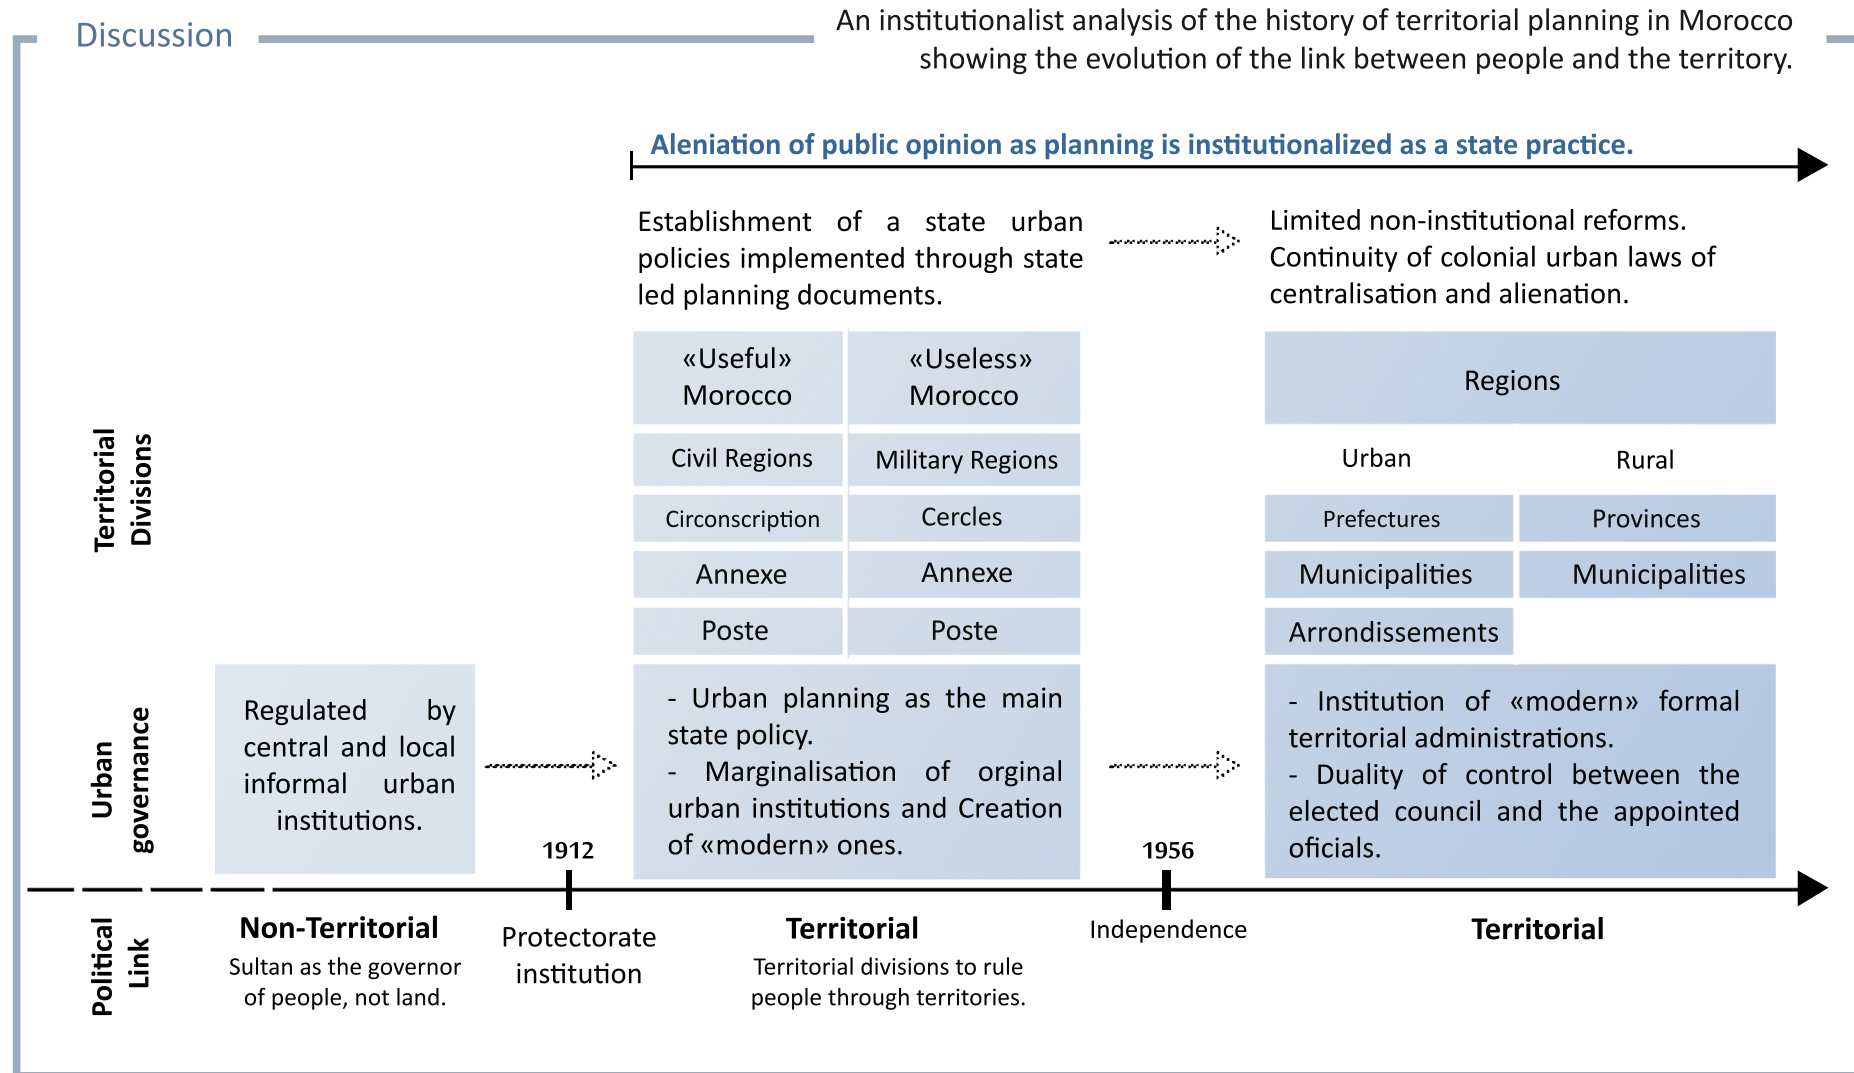 Discussion
An institutionalist analysis of the history of territorial planning in Morocco
showing the evolution of the link between people and the territory.
Aleniation of public opinion as planning is institutionalized as a state practice.
Establishment of a state urban
policies implemented through state
led planning documents.
Limited non-institutional reforms.
Continuity of colonial urban laws of
centralisation and alienation.
Territorial
Divisions
«Useful»
Morocco
«Useless»
Morocco
Regions
Civil Regions
Military Regions
Urban
Rural
Circonscription
Cercles
Prefectures
Provinces
Annexe
Annexe
Municipalities
Municipalities
Poste
Poste
Arrondissements
Urban
governance
Regulated by
central and local
informal urban
institutions.
- Urban planning as the main
state policy.
- Marginalisation of orginal
urban institutions and Creation
of «modern» ones.
- Institution of «modern» formal
territorial administrations.
- Duality of control between the
elected council and the appointed
oficials.
1912
1956
Political
Link
Non-Territorial
Sultan as the governor
of people, not land.
Protectorate
institution
Territorial
Territorial divisions to rule
people through territories.
Independence
Territorial